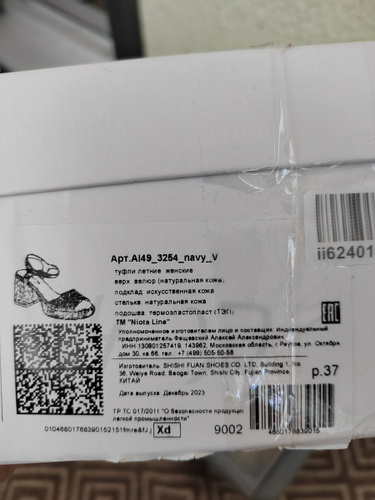 Арт.AI49_3254_navy_V
туфли летние женские
верх велюр (натуральная кожа)
подклад искусственная кожа
стелька натуральная кожа
подошва термоэластопласт (ТЭП)
ТМ "Niota Line"
Уполномоченное изготовителем лицо и поставщик Индивидуальный
предприниматель Фещевский Алексей Александрович
ИНН 130801257419, 143962, Московская область, г. Реутов, ул. Октября,
дом 30, кв 66, тел. +7 (499) 505-50-56
Изготовитель SHISHI FUAN SHOES CO. LTD, Building 1, No.
36, Weiye Road, Baogai Town, Shishi City, Fujian Province,
КИТАЙ
Дата выпуска Декабрь 2023
ТР ТС 017/2011 "О безопасности продукции
легкой промышленности"
EAC
ii62401
р.37
Xd
9002